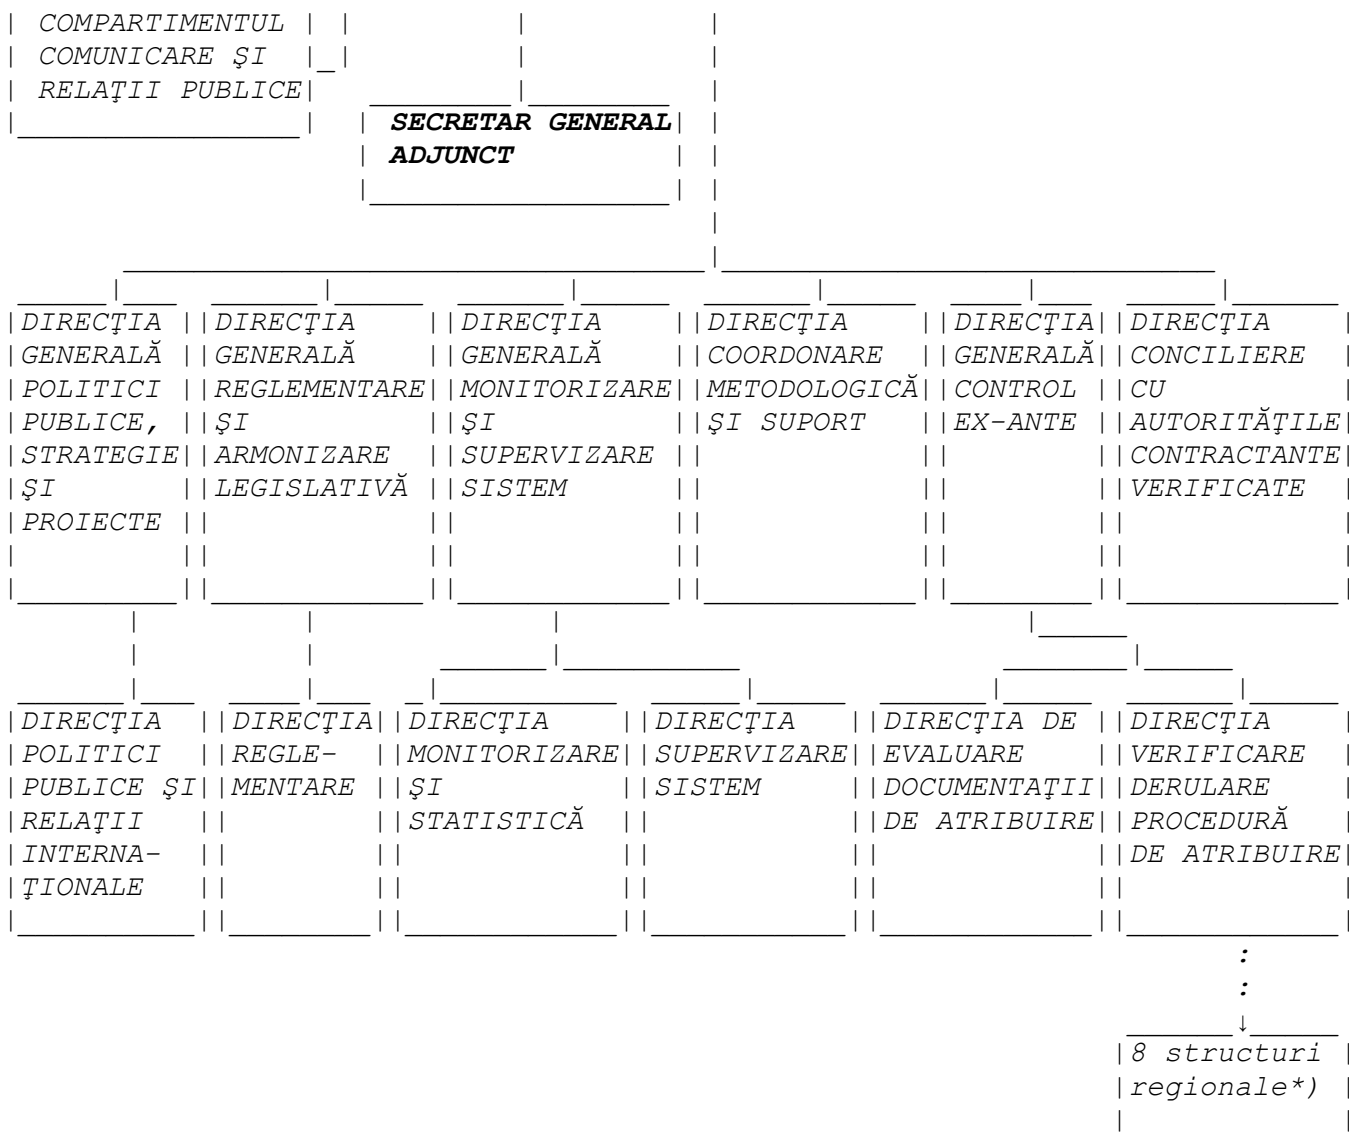 COMPARTIMENTUL
COMUNICARE ŞI
RELAŢII PUBLICE
SECRETAR GENERAL
ADJUNCT
DIRECŢIA
GENERALĂ
POLITICI
PUBLICE,
STRATEGIE
ŞI
PROIECTE
DIRECŢIA
GENERALĂ
REGLEMENTARE
ŞI
ARMONIZARE
LEGISLATIVĂ
DIRECŢIA
GENERALĂ
MONITORIZARE
ŞI
SUPERVIZARE
SISTEM
DIRECŢIA
COORDONARE
METODOLOGICĂ
ŞI SUPORT
DIRECŢIA
GENERALĂ
CONTROL
EX-ANTE
DIRECŢIA
CONCILIERE
CU
AUTORITĂŢILE
CONTRACTANTE
VERIFICATE
DIRECŢIA
POLITICI
PUBLICE ŞI
RELAŢII
INTERNA-
ŢIONALE
DIRECŢIA
REGLE-
MENTARE
DIRECŢIA
MONITORIZARE
ŞI
STATISTICĂ
DIRECŢIA
SUPERVIZARE
SISTEM
DIRECŢIA DE
EVALUARE
DOCUMENTAŢII
DE ATRIBUIRE
DIRECŢIA
VERIFICARE
DERULARE
PROCEDURĂ
DE ATRIBUIRE
8 structuri
regionale*)